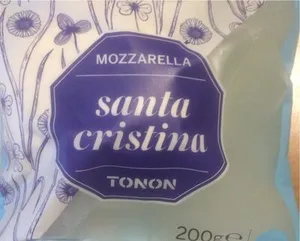 MOZZARELLA
santa
cristina
TONON
200g e